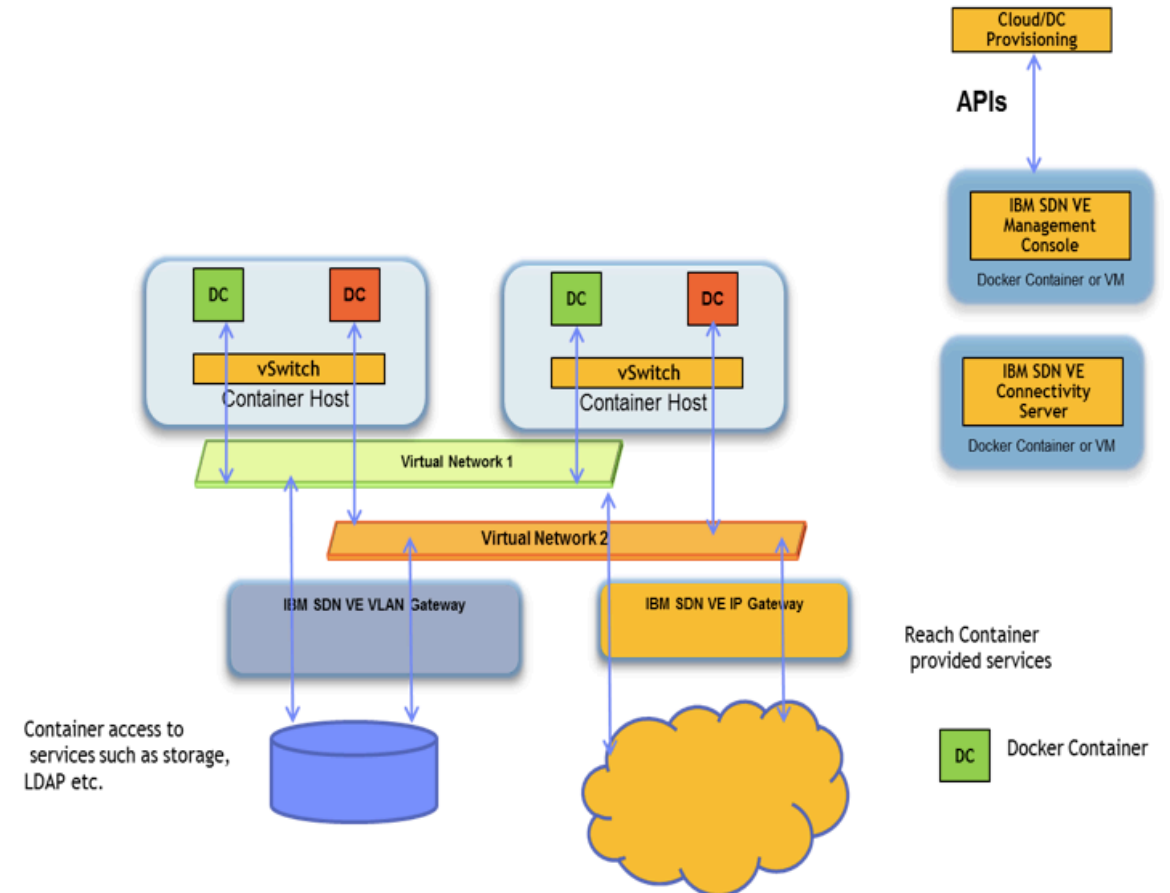 Cloud/DC
Provisioning
APIs
IBM SDN VE
Management
Console
Docker Container or VM
IBM SDN VE
Connectivity
Server
Docker Container or VM
DC
DC
vSwitch
Container Host
DC
DC
vSwitch
Container Host
Virtual Network 1
Virtual Network 2
IBM SDN VE VLAN Gateway
IBM SDN VE IP Gateway
Reach Container
provided services
Container access to
services such as storage,
LDAP etc.
DC
Docker Container